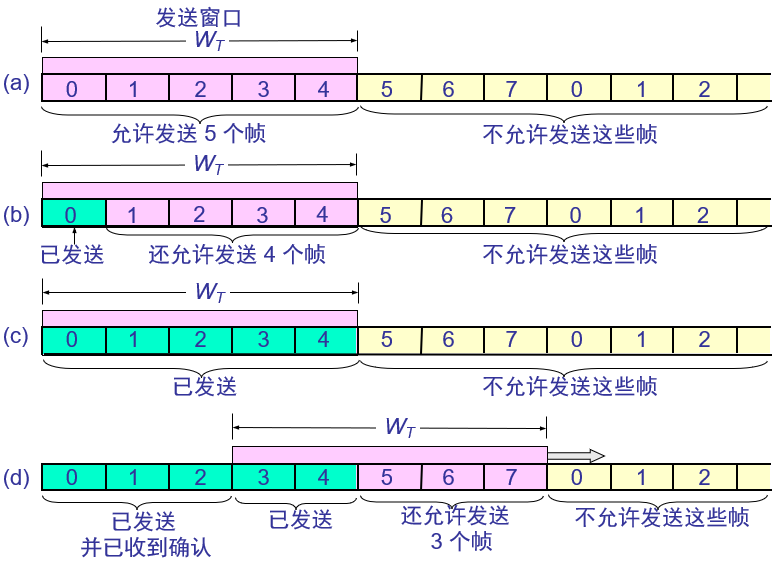 发送窗口
WT
(a) 0 1 2 3 4 5 6 7 0 1 2
允许发送 5 个帧 不允许发送这些帧
WT
(b) 0 1 2 3 4 5 6 7 0 1 2
已发送 还允许发送 4 个帧 不允许发送这些帧
WT
(c) 0 1 2 3 4 5 6 7 0 1 2
已发送 不允许发送这些帧
WT
(d) 0 1 2 3 4 5 6 7 0 1 2
已发送
并已收到确认
已发送
还允许发送
3 个帧
不允许发送这些帧